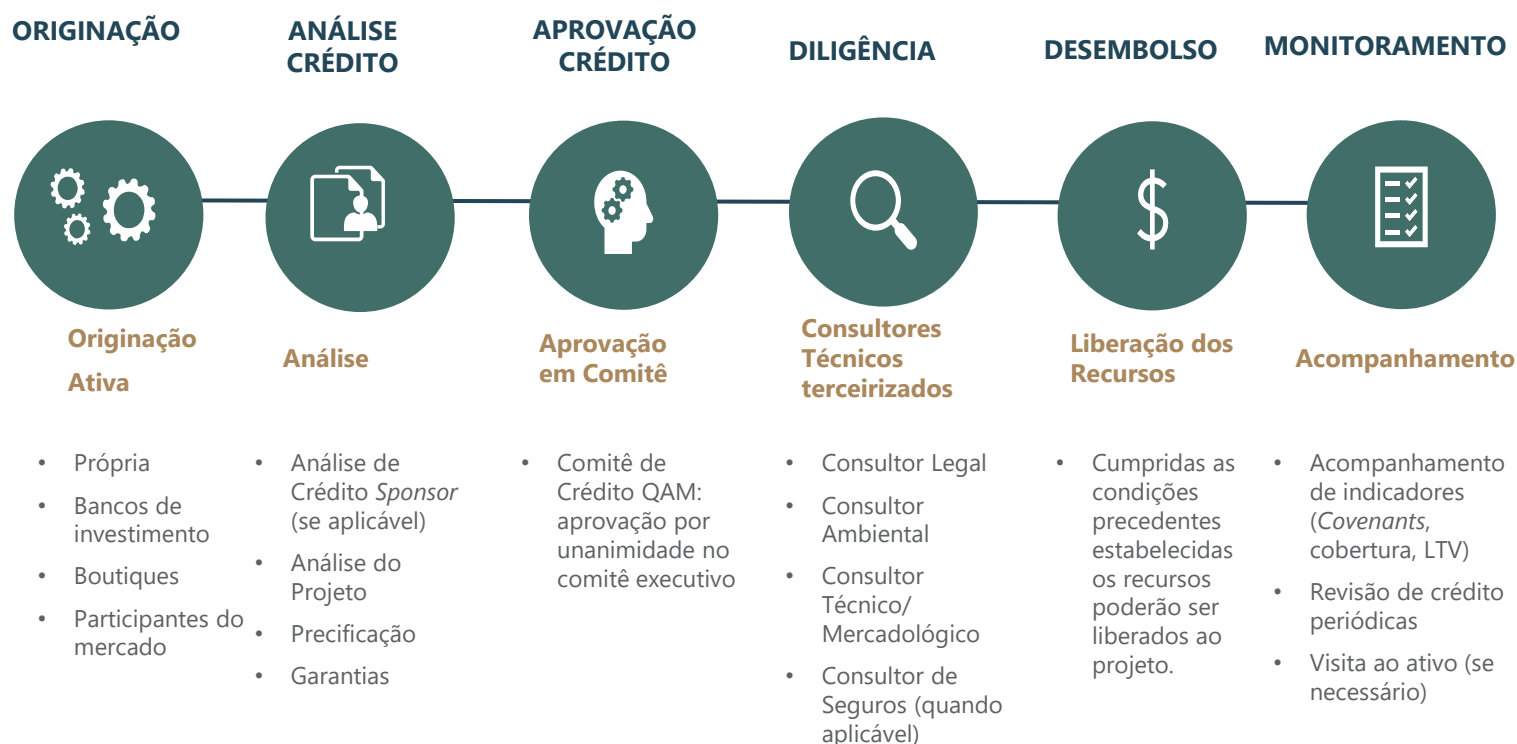 ORIGINAÇÃO
ANÁLISE
CRÉDITO
APROVAÇÃO
CRÉDITO
DILIGÊNCIA
DESEMBOLSO
MONITORAMENTO
Originação
Ativa
Análise
Aprovação
em Comitê
Consultores
Técnicos
terceirizados
Liberação dos
Recursos
Acompanhamento
• Própria
• Bancos de
investimento
• Boutiques
• Participantes do
mercado
• Análise de
Crédito Sponsor
(se aplicável)
• Análise do
Projeto
• Precificação
• Garantias
• Comitê de
Crédito QAM:
aprovação por
unanimidade no
comitê executivo
• Consultor Legal
• Consultor
Ambiental
• Consultor
Técnico/
Mercadológico
• Consultor de
Seguros (quando
aplicável)
• Cumpridas as
condições
precedentes
estabelecidas
os recursos
poderão ser
liberados ao
projeto.
• Acompanhamento
de indicadores
(Covenants,
cobertura, LTV)
• Revisão de crédito
periódicas
• Visita ao ativo (se
necessário)